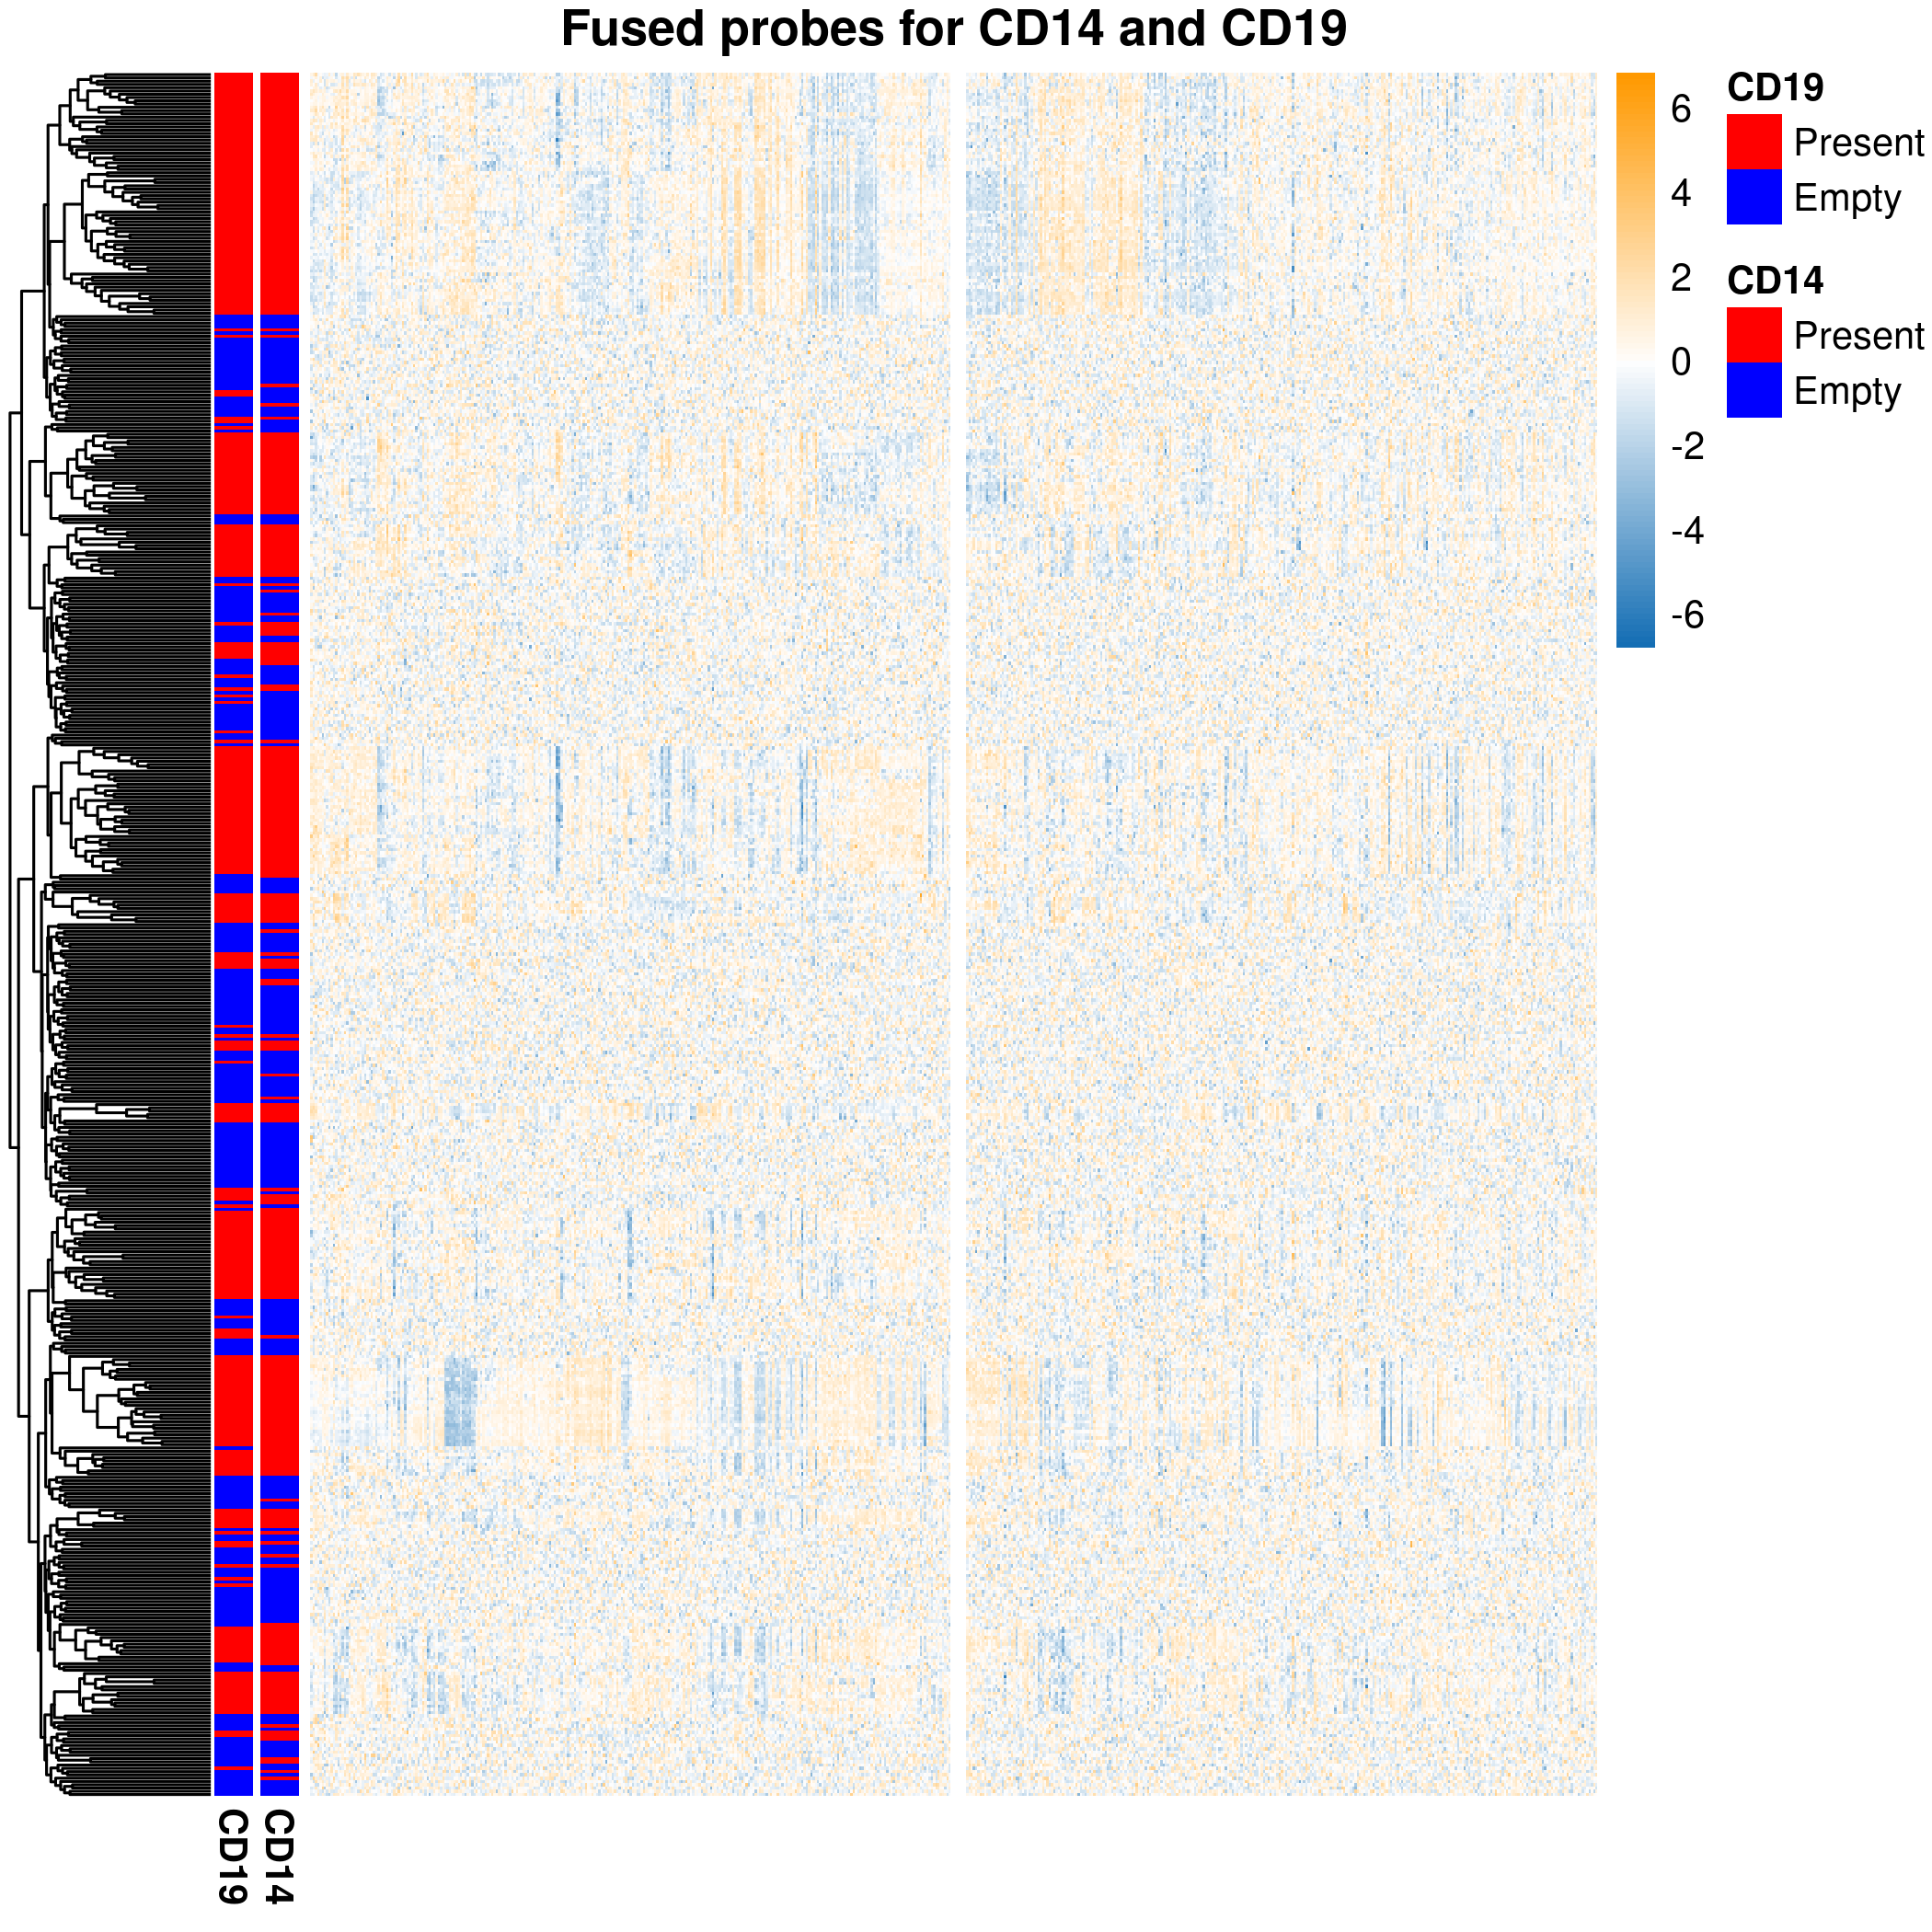 Fused probes for CD14 and CD19
6
4
2
0
-2
-4
-6
CD19
Present
Empty
CD14
Present
Empty
CD19
CD14